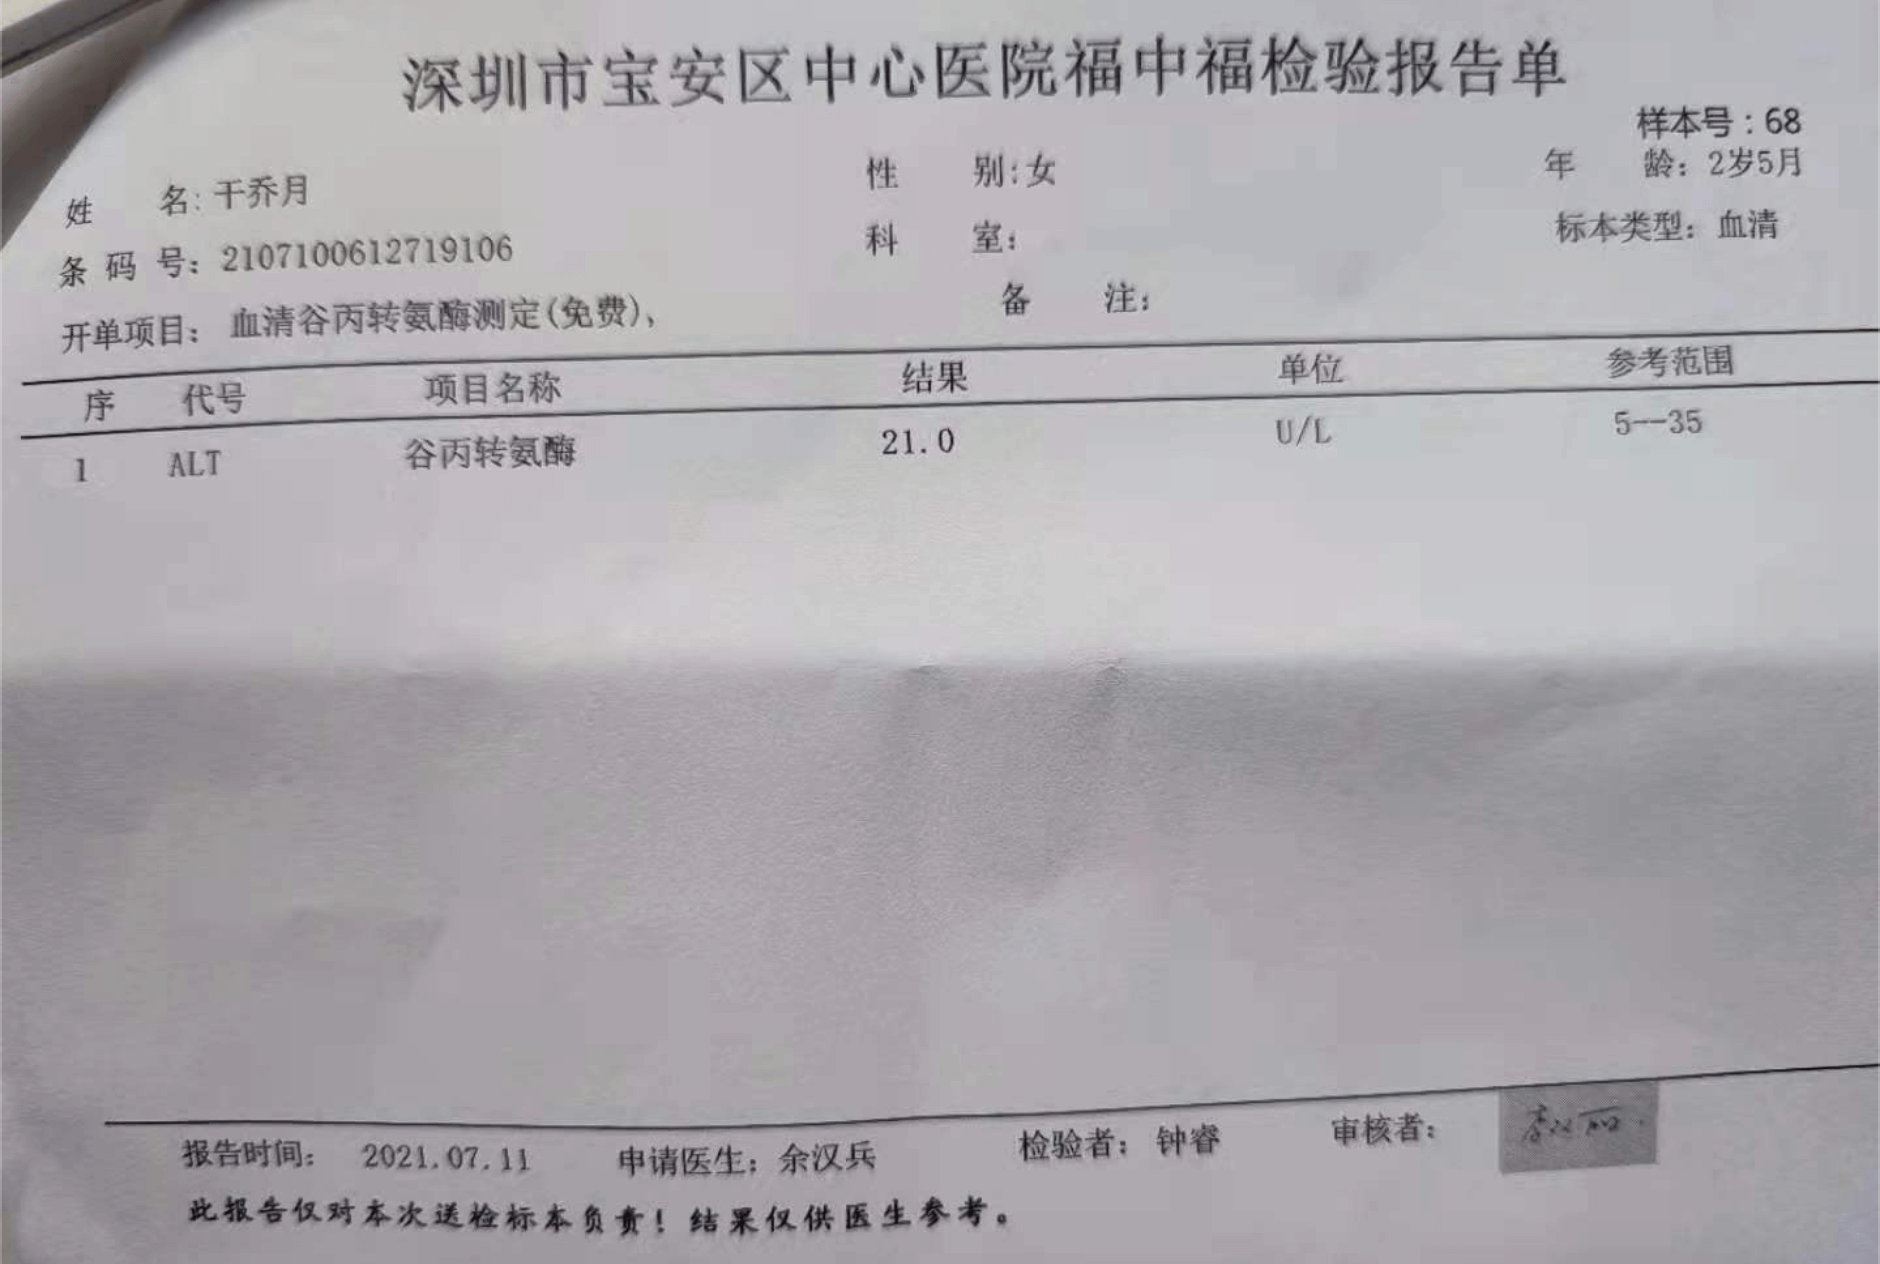 深圳市宝安区中心医院福中福检验报告单
样本号:68
姓 名:干乔月 性 别:女 年 龄:2岁5月
条 码 号:2107100612719106 科 室: 标本类型:血清
开单项目:血清谷丙转氨酶测定(免费), 备 注:
序 代号 项目名称 结果 单位 参考范围
1 ALT 谷丙转氨酶 21.0 U/L 5--35
报告时间: 2021.07.11 申请医生:余汉兵 检验者:钟睿 审核者:
此报告仅对本次送检标本负责!结果仅供医生参考。